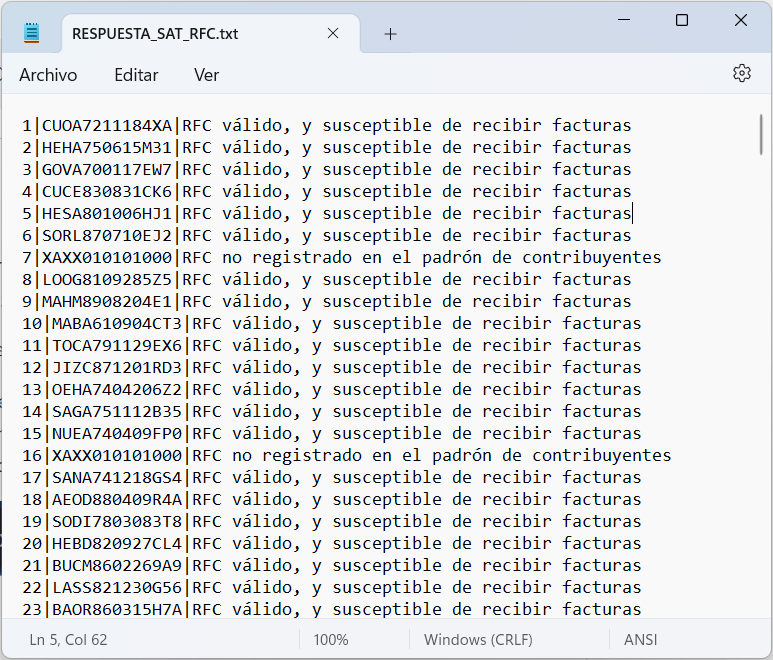 RESPUESTA_SAT_RFC.txt
Archivo Editar Ver
1|CUOA7211184XA|RFC válido, y susceptible de recibir facturas
2|HEHA750615M31|RFC válido, y susceptible de recibir facturas
3|GOVA700117EW7|RFC válido, y susceptible de recibir facturas
4|CUCE830831CK6|RFC válido, y susceptible de recibir facturas
5|HESA801006HJ1|RFC válido, y susceptible de recibir facturas
6|SORL870710EJ2|RFC válido, y susceptible de recibir facturas
7|XAXX010101000|RFC no registrado en el padrón de contribuyentes
8|LOOG8109285Z5|RFC válido, y susceptible de recibir facturas
9|MAHM8908204E1|RFC válido, y susceptible de recibir facturas
10|MABA610904CT3|RFC válido, y susceptible de recibir facturas
11|TOCA791129EX6|RFC válido, y susceptible de recibir facturas
12|JIZC871201RD3|RFC válido, y susceptible de recibir facturas
13|OEHA7404206Z2|RFC válido, y susceptible de recibir facturas
14|SAGA751112B35|RFC válido, y susceptible de recibir facturas
15|NUEA740409FP0|RFC válido, y susceptible de recibir facturas
16|XAXX010101000|RFC no registrado en el padrón de contribuyentes
17|SANA741218GS4|RFC válido, y susceptible de recibir facturas
18|AEOD880409R4A|RFC válido, y susceptible de recibir facturas
19|SODI7803083T8|RFC válido, y susceptible de recibir facturas
20|HEBD820927CL4|RFC válido, y susceptible de recibir facturas
21|BUCM8602269A9|RFC válido, y susceptible de recibir facturas
22|LASS821230G56|RFC válido, y susceptible de recibir facturas
23|BAOR860315H7A|RFC válido, y susceptible de recibir facturas
Ln 5, Col 62 100% Windows (CRLF) ANSI